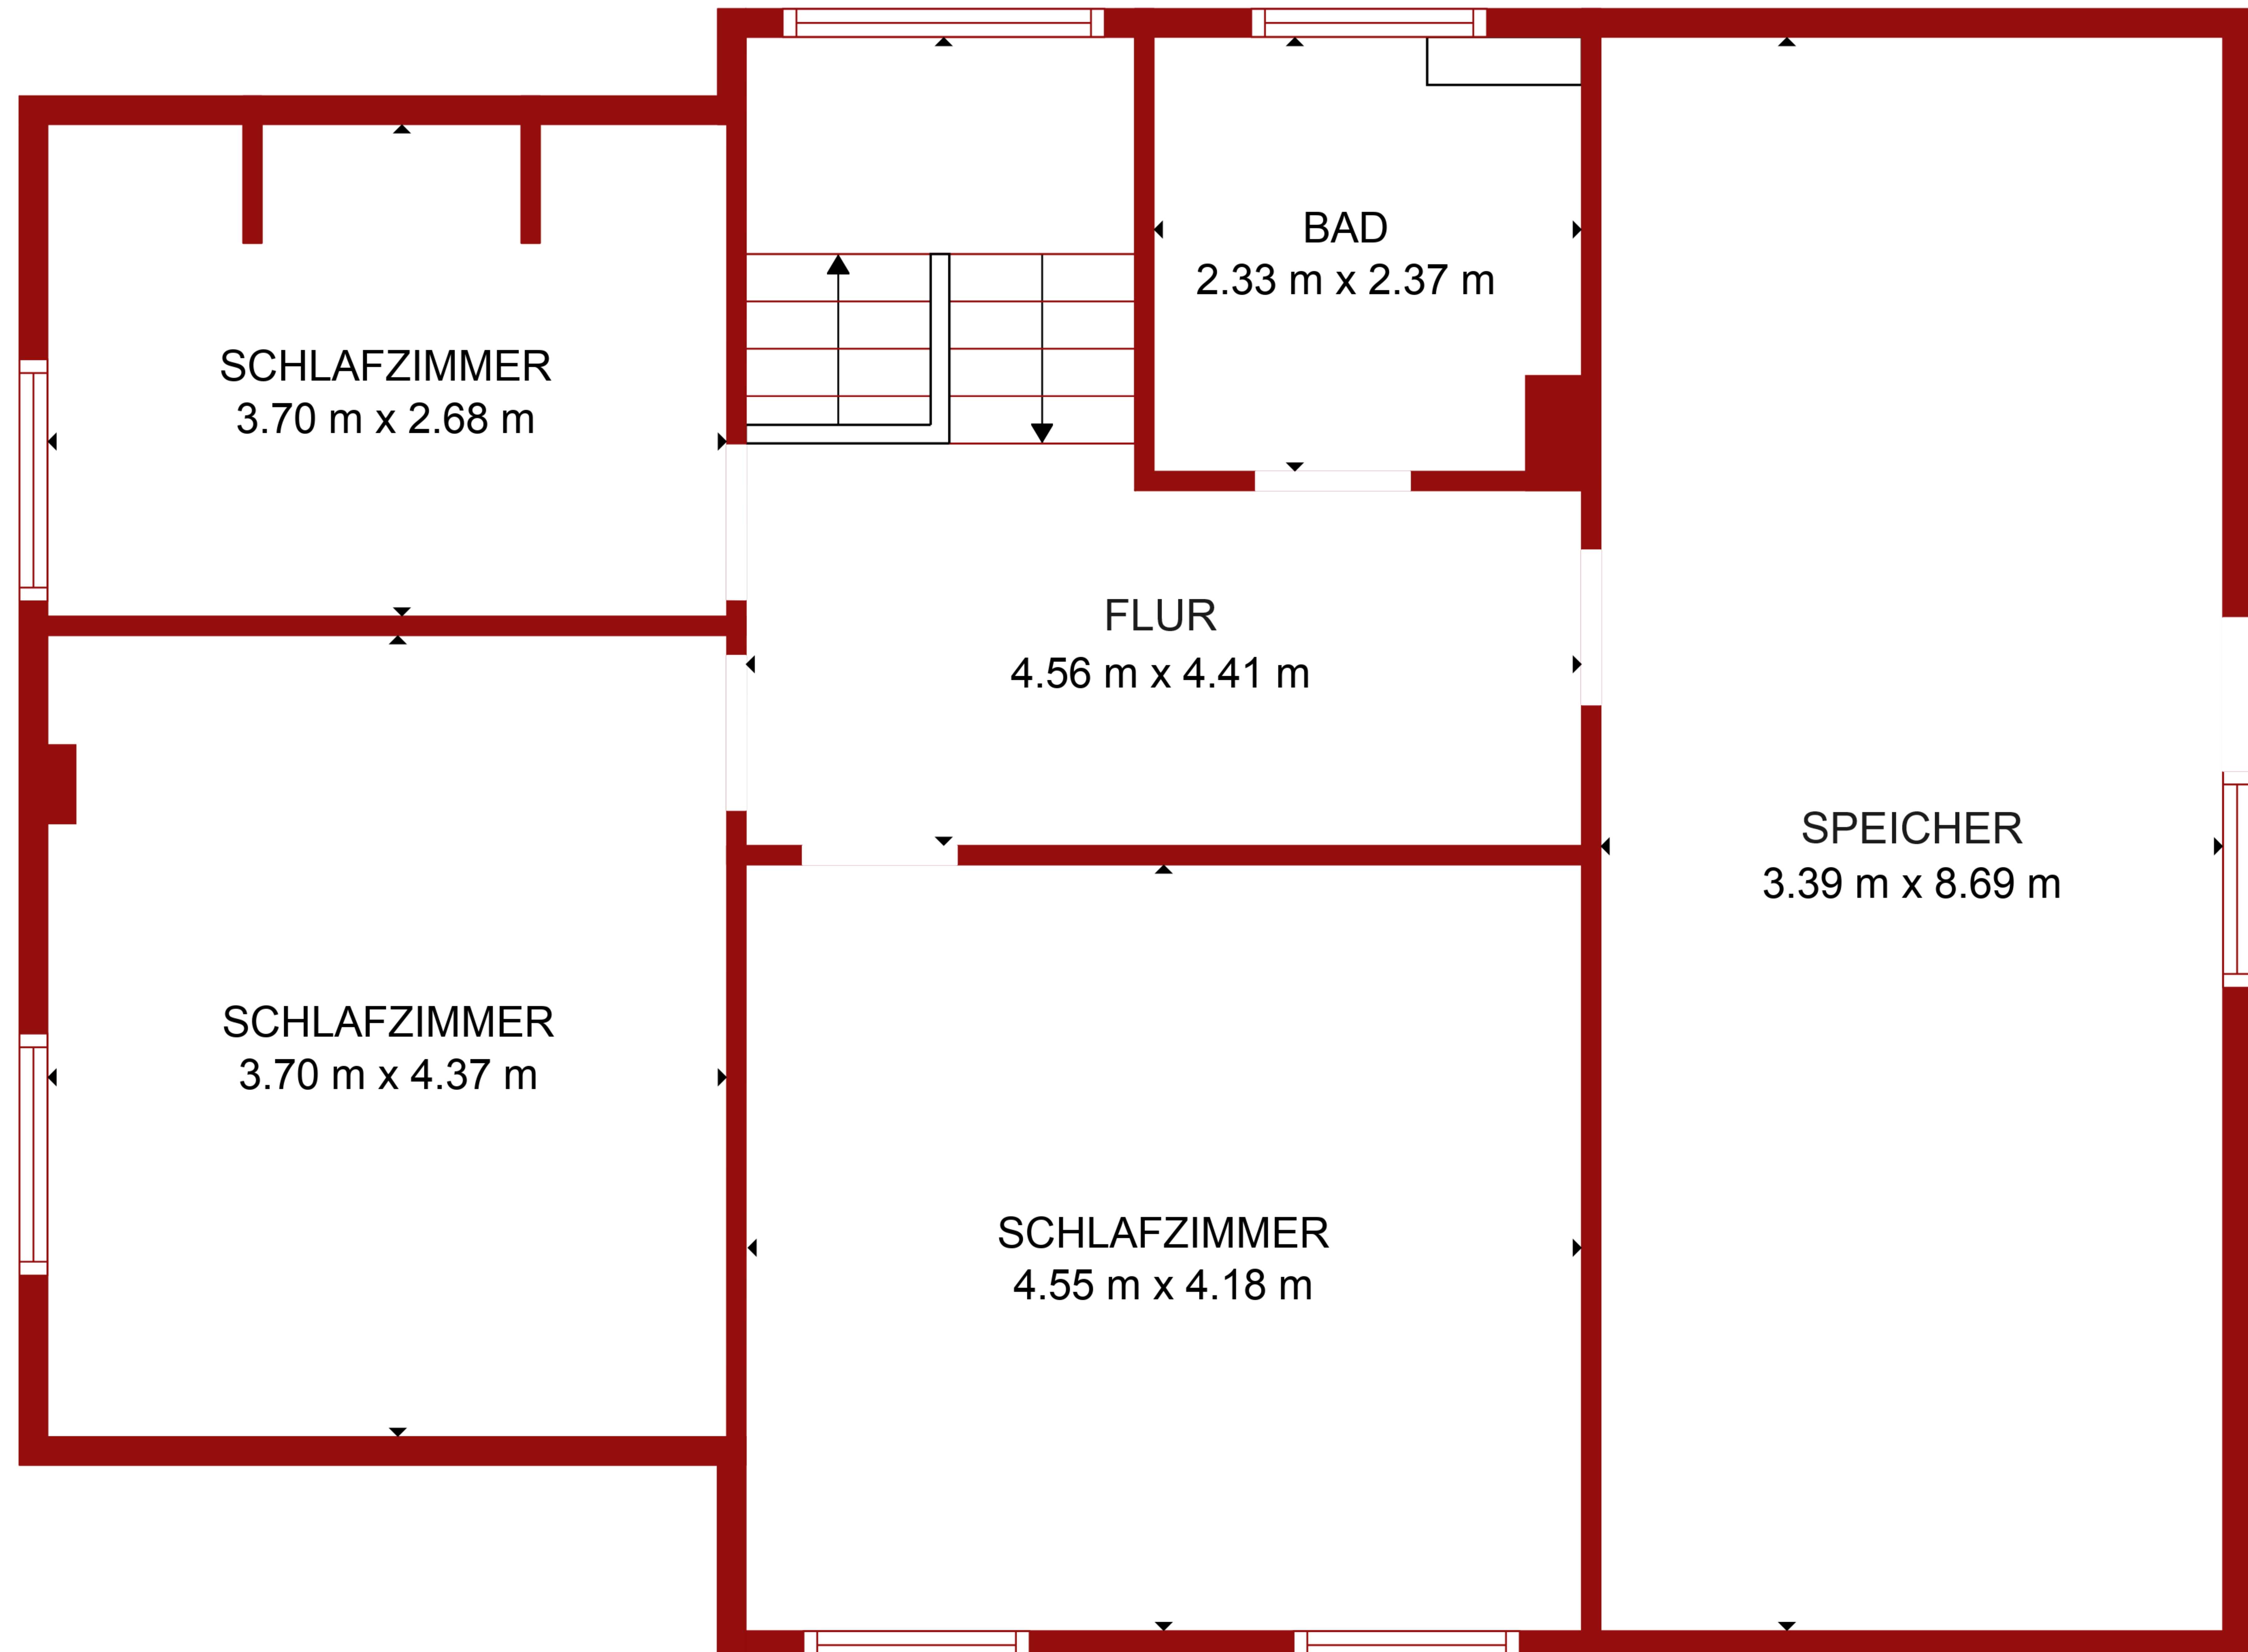 BAD
2.33 m x 2.37 m
SCHLAFZIMMER
3.70 m x 2.68 m
FLUR
4.56 m x 4.41 m
SPEICHER
3.39 m x 8.69 m
SCHLAFZIMMER
3.70 m x 4.37 m
SCHLAFZIMMER
4.55 m x 4.18 m